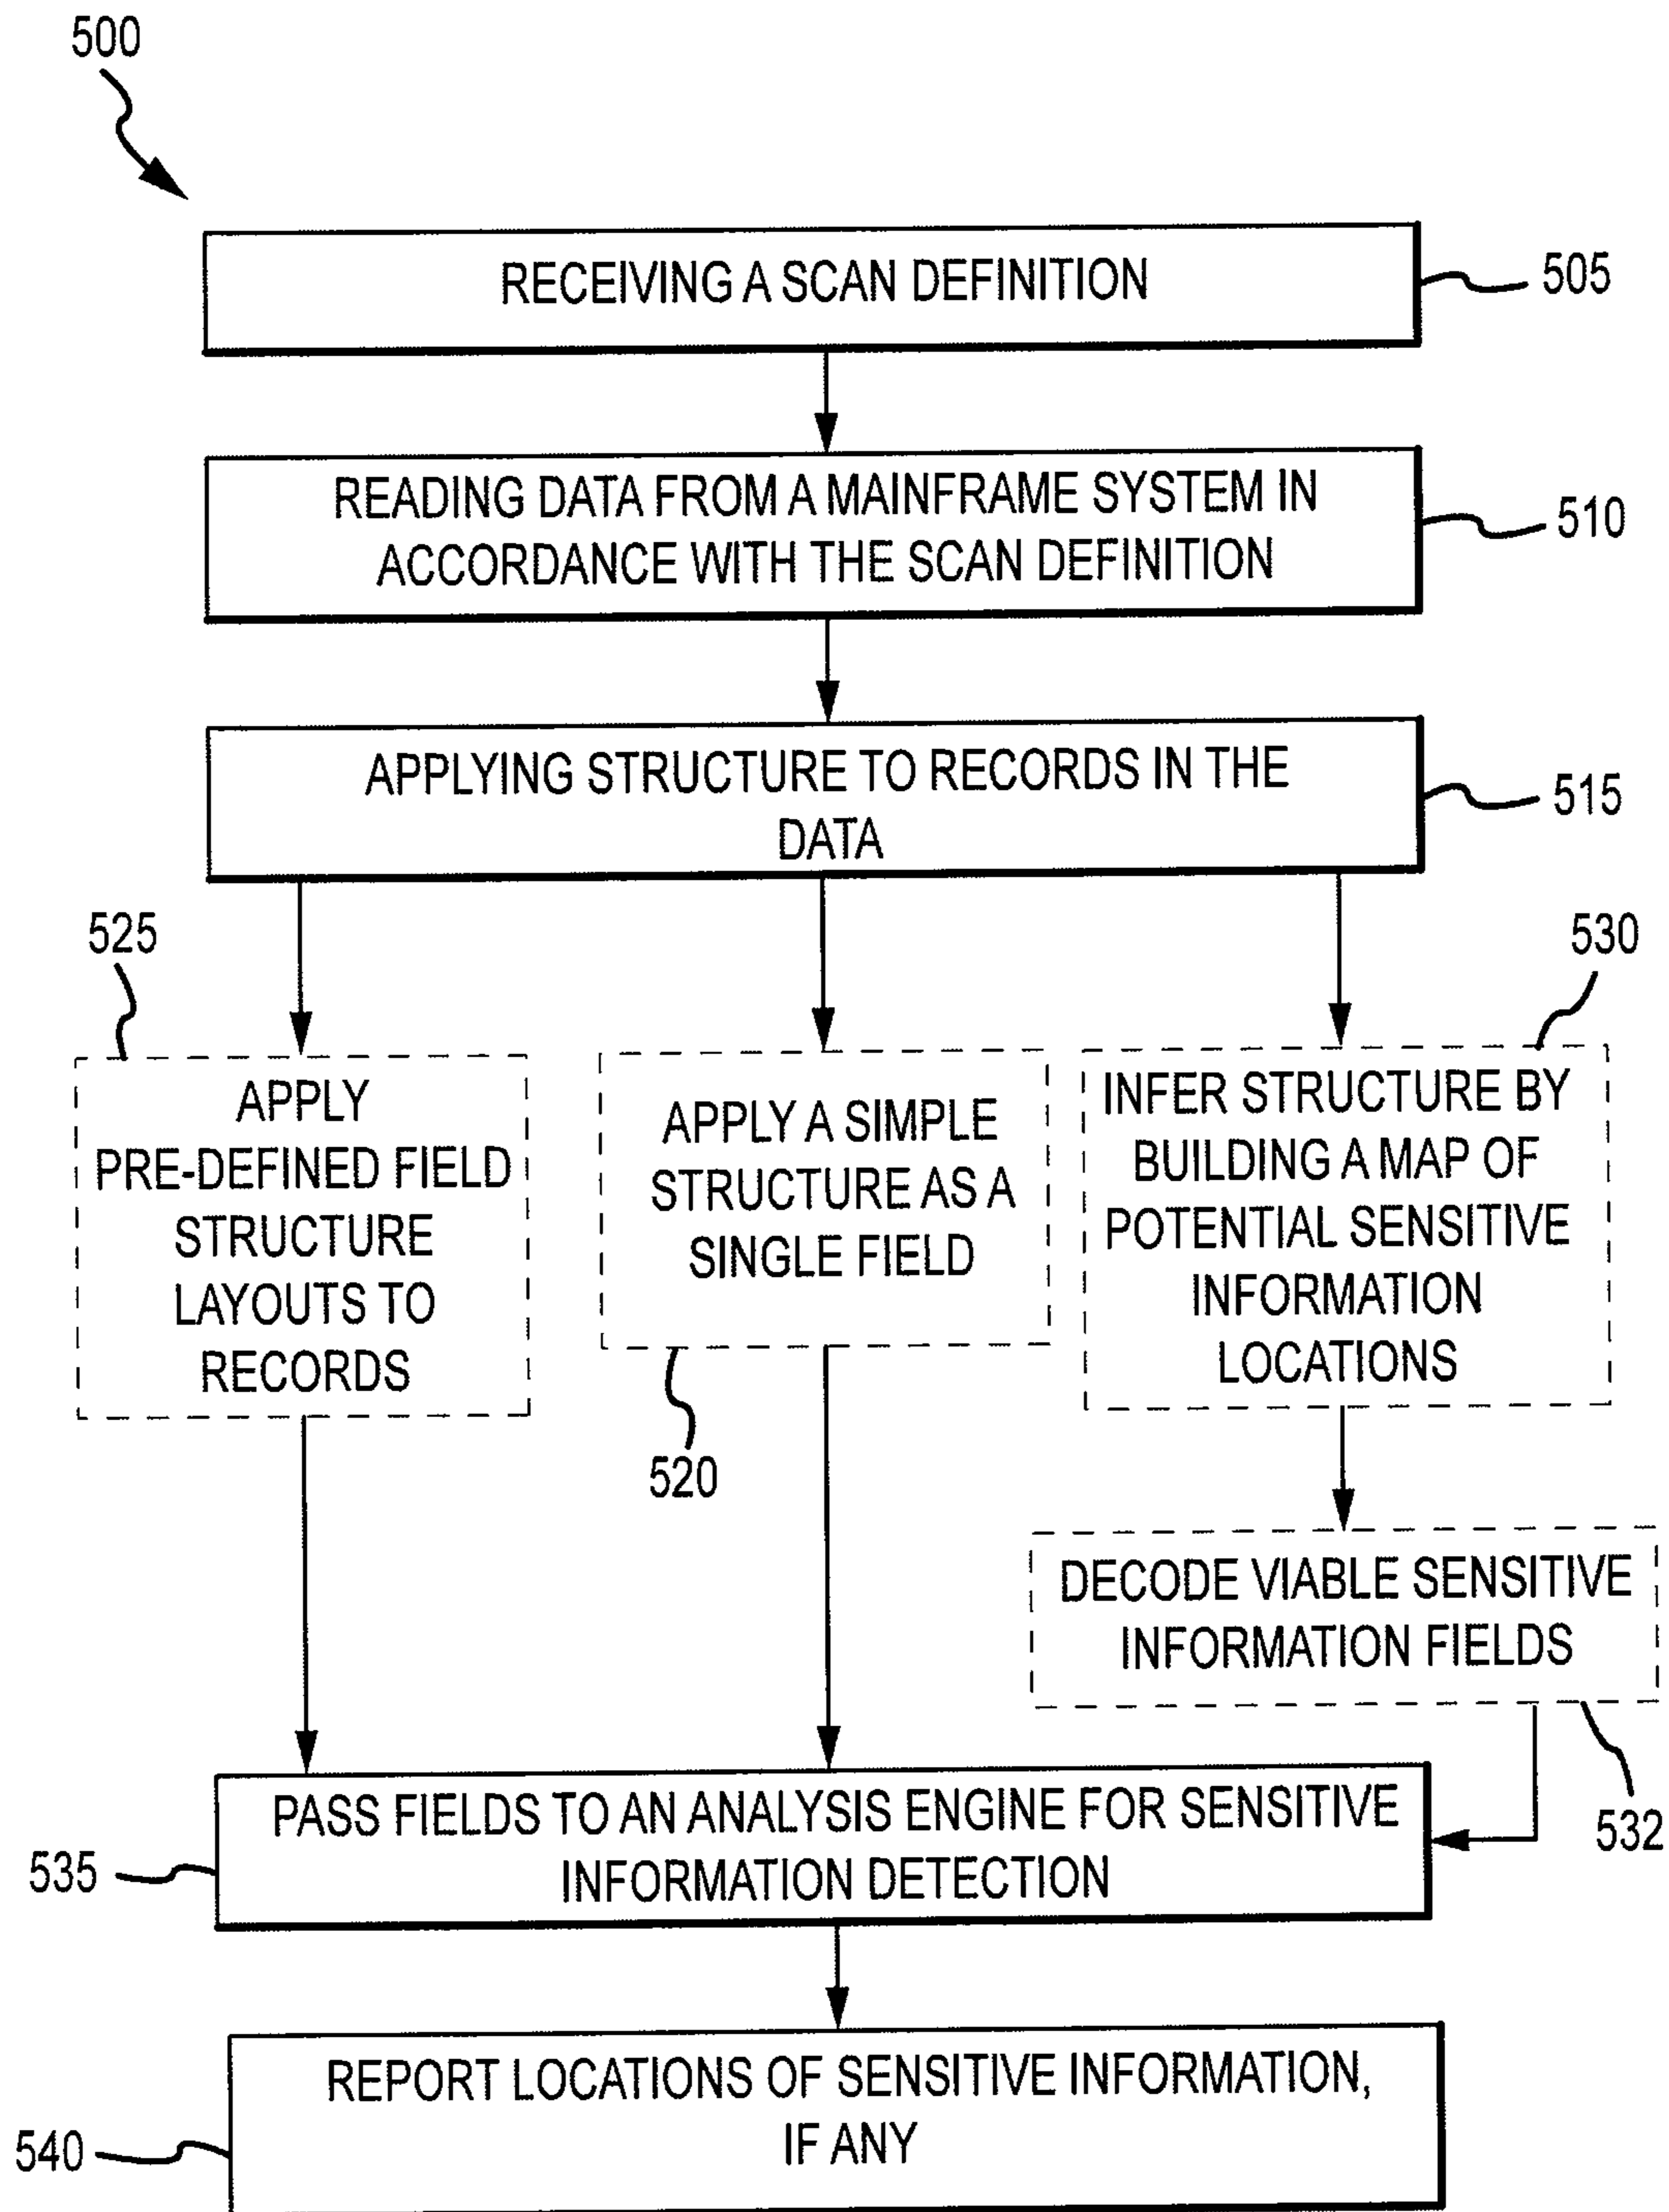 500
RECEIVING A SCAN DEFINITION
505
READING DATA FROM A MAINFRAME SYSTEM IN
ACCORDANCE WITH THE SCAN DEFINITION
510
APPLYING STRUCTURE TO RECORDS IN THE
DATA
515
525
APPLY
PRE-DEFINED FIELD
STRUCTURE
LAYOUTS TO
RECORDS
APPLY A SIMPLE
STRUCTURE AS A
SINGLE FIELD
520
530
INFER STRUCTURE BY
BUILDING A MAP OF
POTENTIAL SENSITIVE
INFORMATION
LOCATIONS
DECODE VIABLE SENSITIVE
INFORMATION FIELDS
532
PASS FIELDS TO AN ANALYSIS ENGINE FOR SENSITIVE
INFORMATION DETECTION
535
REPORT LOCATIONS OF SENSITIVE INFORMATION,
IF ANY
540